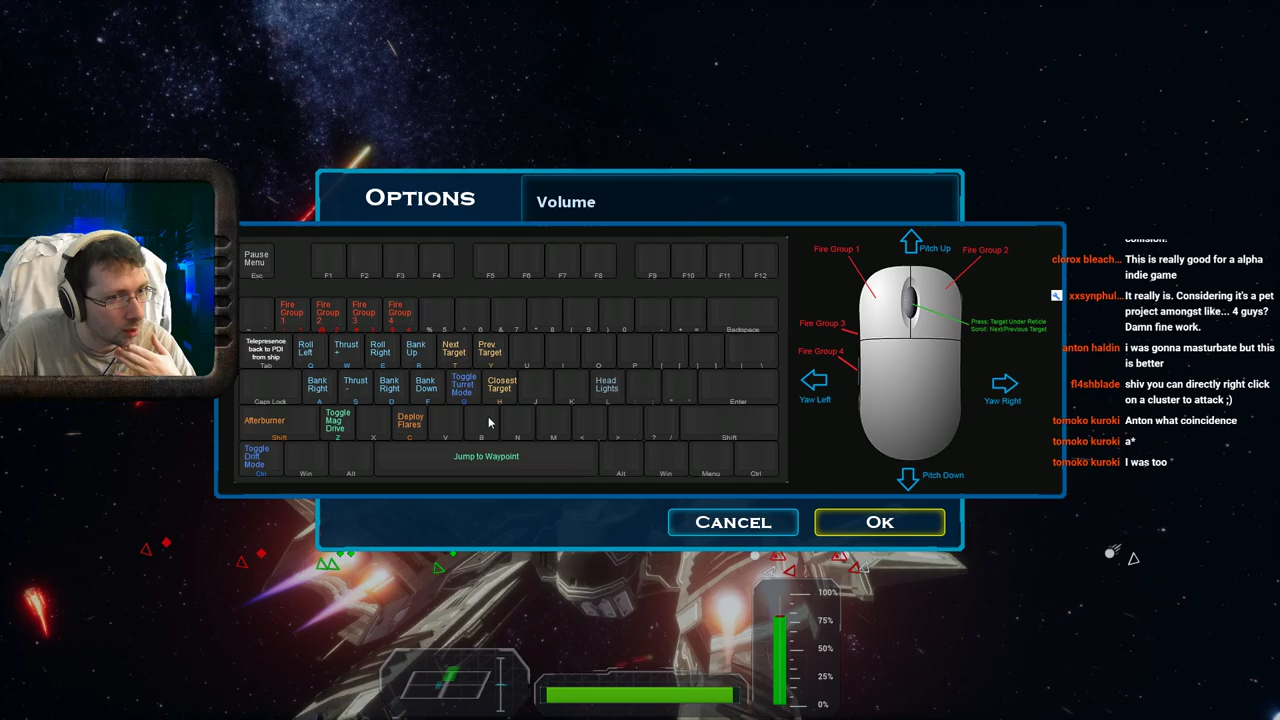 OPTIONS
Volume
Pause Menu
Esc
F1 F2 F3 F4 F5 F6 F7 F8 F9 F10 F11 F12
Fire Group 1
Fire Group 2
Fire Group 3
Fire Group 4
Backspace
Telepresence back to PDI from ship
Tab
Roll Left
Q
Thrust +
W
Roll Right
E
Bank Up
R
Next Target
T
Prev. Target
Y
U I O P
Caps Lock
Bank Right
A
Thrust -
S
Bank Right
D
Bank Down
F
Toggle Turret Mode
G
Closest Target
H
J K
Head Lights
L
Enter
Afterburner
Shift
Toggle Mag Drive
Z
X
Deploy Flares
C
V B N M < > ? /
Shift
Toggle Drift Mode
Ctrl
Win
Alt
Jump to Waypoint
Alt
Win
Menu
Ctrl
Fire Group 1
Pitch Up
Fire Group 2
Fire Group 3
Press: Target Under Reticle
Scroll: Next/Previous Target
Fire Group 4
Yaw Left
Yaw Right
Pitch Down
CANCEL
OK
clorox bleach... This is really good for a alpha
indie game
xxsynphul... It really is. Considering it's a pet
project amongst like... 4 guys?
Damn fine work.
anton haldin i was gonna masturbate but this
is better
fl4shblade shiv you can directly right click
on a cluster to attack ;)
tomoko kuroki Anton what coincidence
tomoko kuroki a*
tomoko kuroki I was too
100%
75%
50%
25%
0%